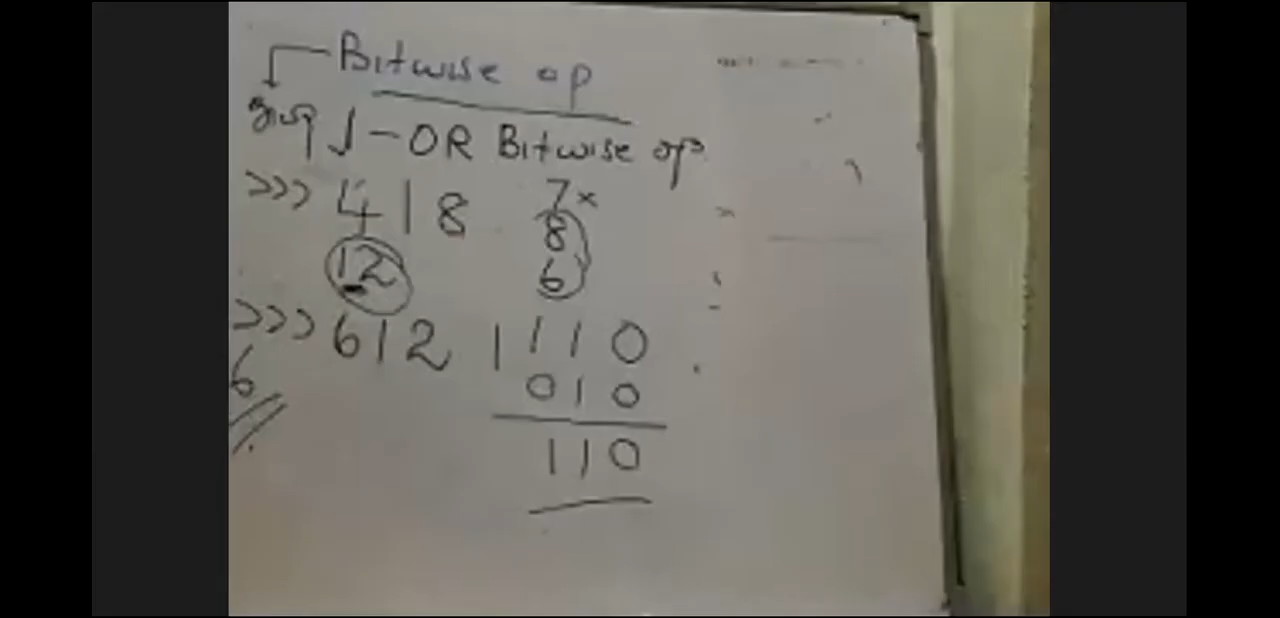 Bitwise op
| - OR Bitwise op
>>> 4 | 8 7 x
12 8
6
>>> 6 | 2 | 1 1 0
6 0 1 0
1 1 0